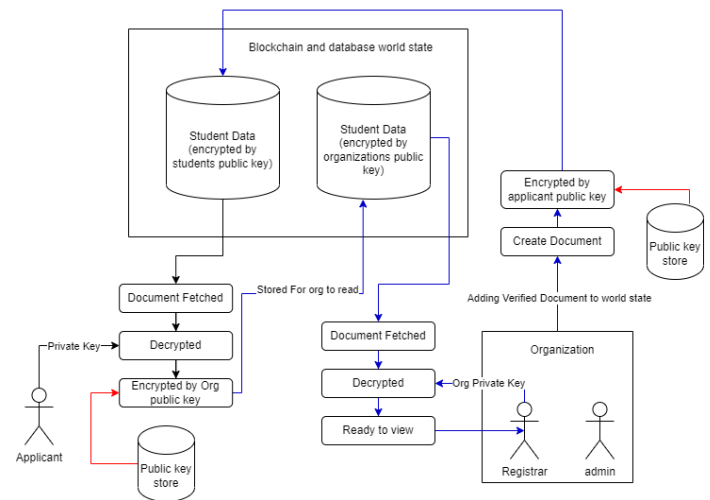 Blockchain and database world state
Student Data
(encrypted by
students public key)
Student Data
(encrypted by
organizations public
key)
Encrypted by
applicant public key
Public key
store
Create Document
Document Fetched
Stored For org to read
Adding Verified Document to world state
Private Key
Decrypted
Document Fetched
Organization
Encrypted by Org
public key
Decrypted
Org Private Key
Ready to view
Applicant
Public key
store
Registrar
admin